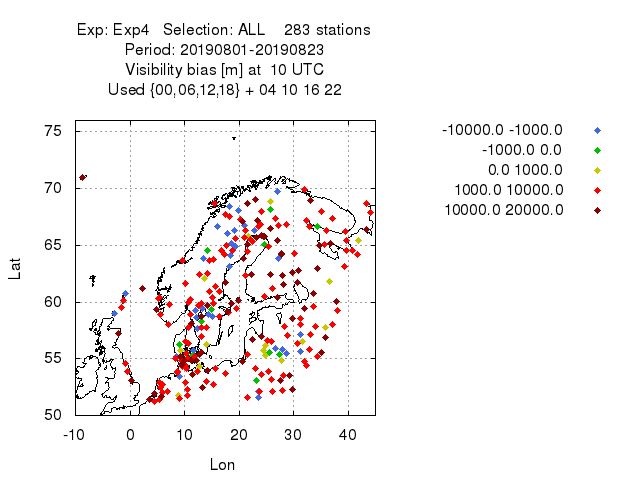 Exp: Exp4 Selection: ALL 283 stations
Period: 20190801-20190823
Visibility bias [m] at 10 UTC
Used {00,06,12,18} + 04 10 16 22
-10000.0 -1000.0
-1000.0 0.0
0.0 1000.0
1000.0 10000.0
10000.0 20000.0
75
70
65
60
55
50
Lat
-10 0 10 20 30 40
Lon